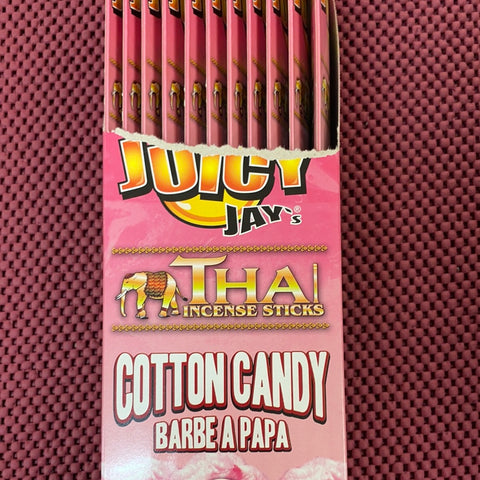 JUICY
JAY's®
THAI
INCENSE STICKS
COTTON CANDY
BARBE A PAPA